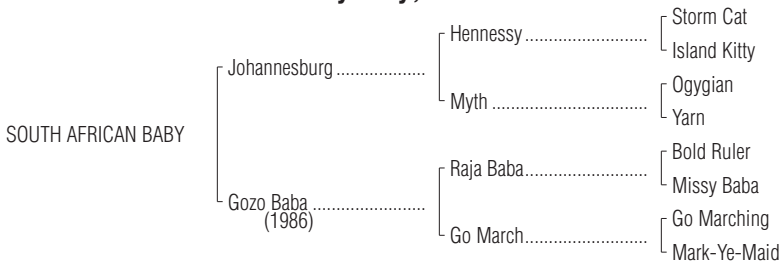 Storm Cat
Hennessy
Island Kitty
Johannesburg
Ogygian
Myth
Yarn
SOUTH AFRICAN BABY
Bold Ruler
Raja Baba
Missy Baba
Gozo Baba
(1986)
Go Marching
Go March
Mark-Ye-Maid